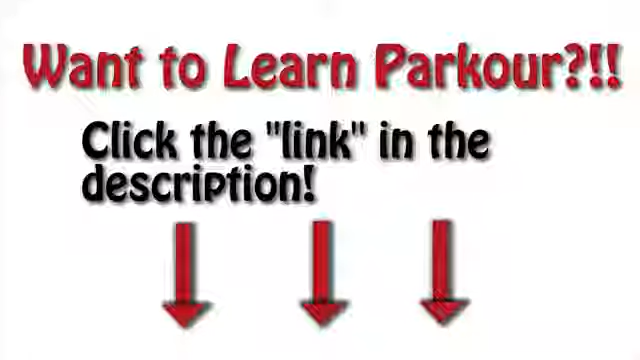 Want to Learn Parkour?!!
Click the "link" in the
description!